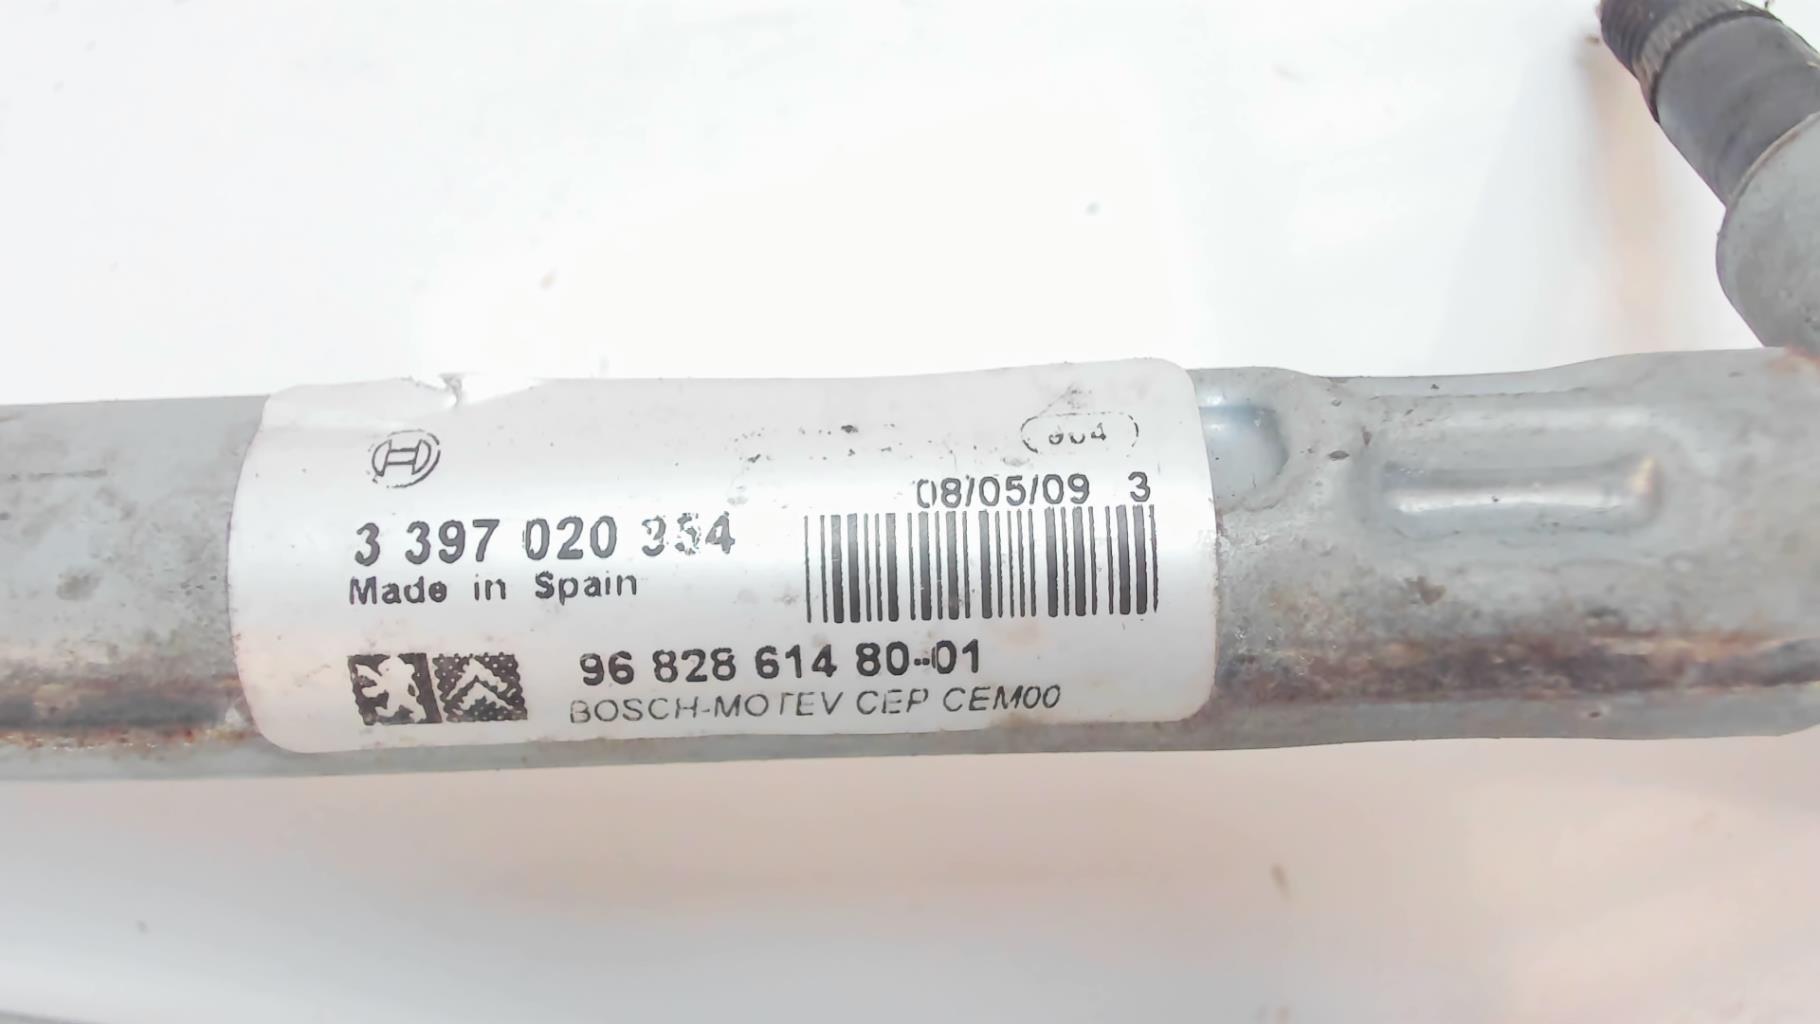 08/05/09 3
3 397 020
Made in Spain
96 828 614 80-01
BOSCH-MOTEV CEP CEM00